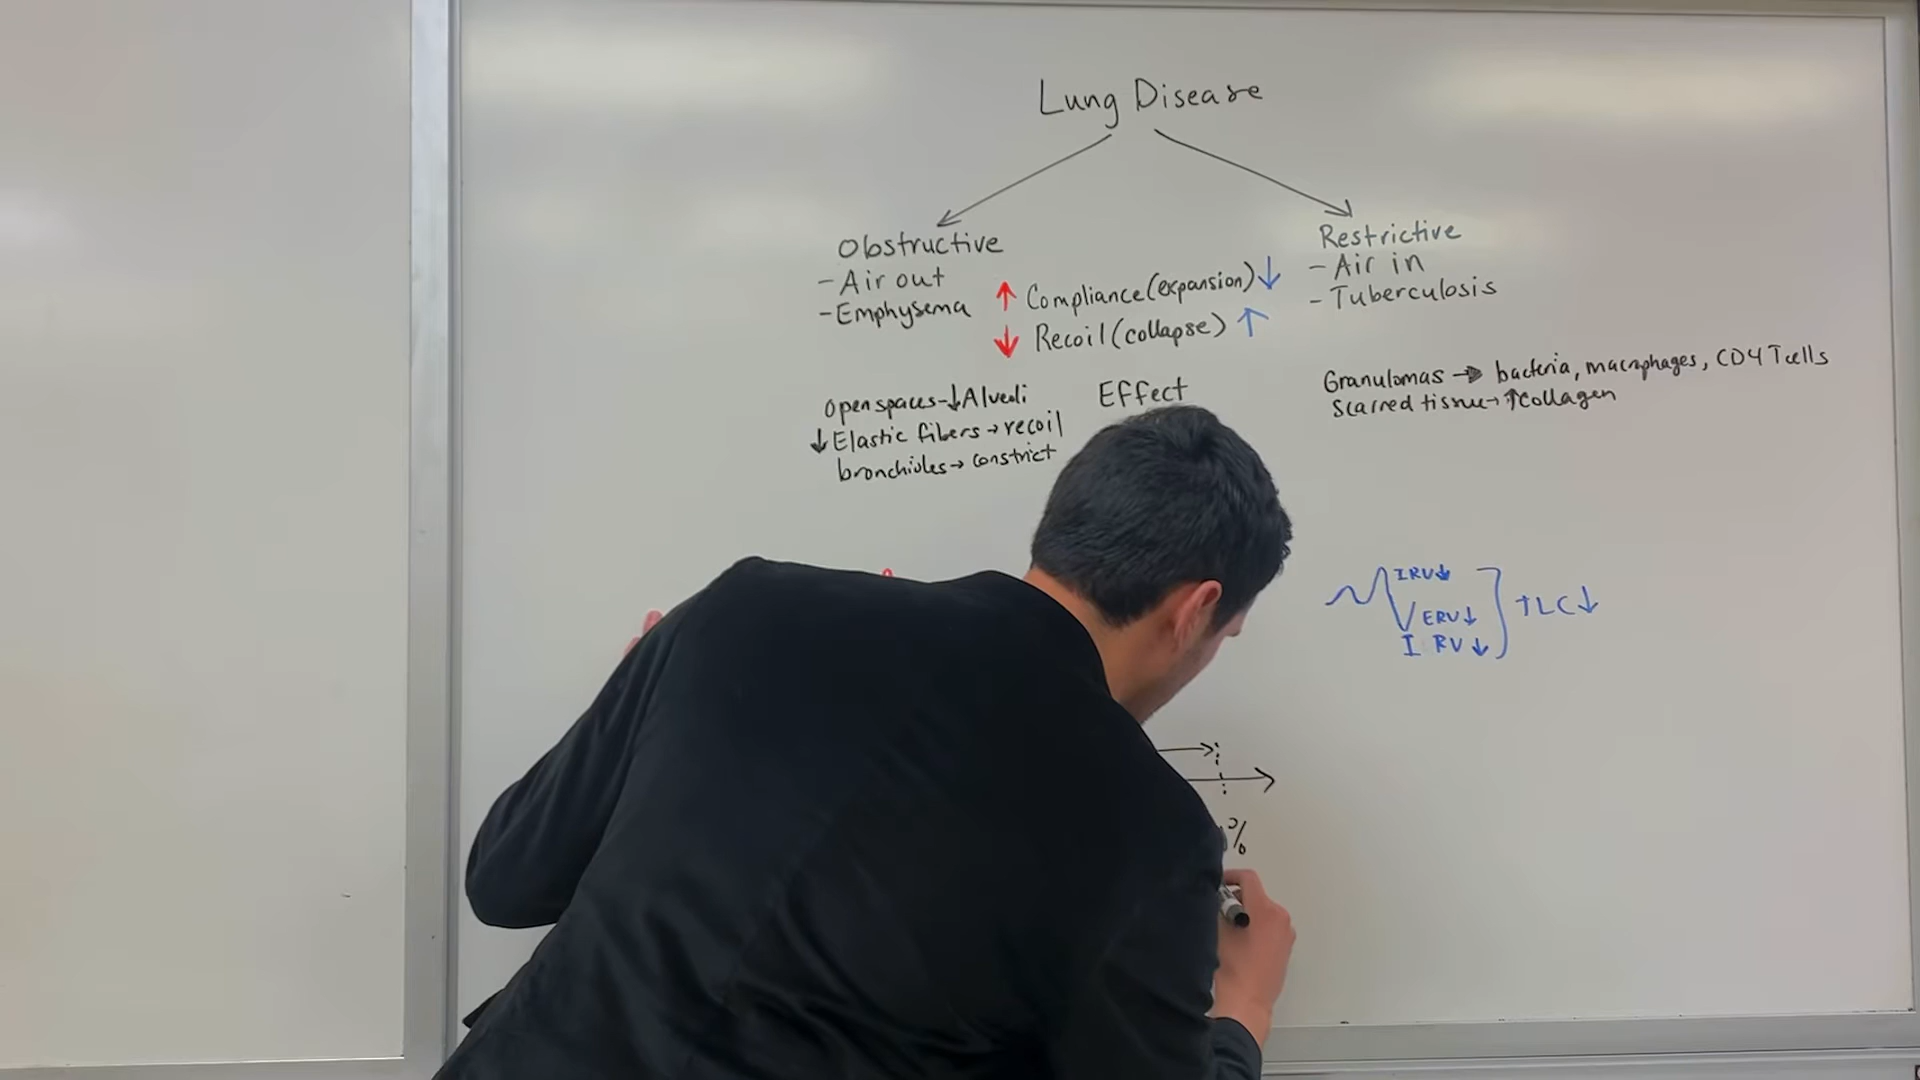 Lung Disease
Obstructive
- Air out
- Emphysema
↑ Compliance (expansion) ↓
↓ Recoil (collapse) ↑
Restrictive
- Air in
- Tuberculosis
open spaces - ↓ Alveoli
↓ Elastic fibers → recoil
bronchioles → constrict
Effect
Granulomas → bacteria, macrophages, CD4 T cells
Scarred tissue → ↑ collagen
IRV ↓
ERV ↓
RV ↓
TLC ↓
%